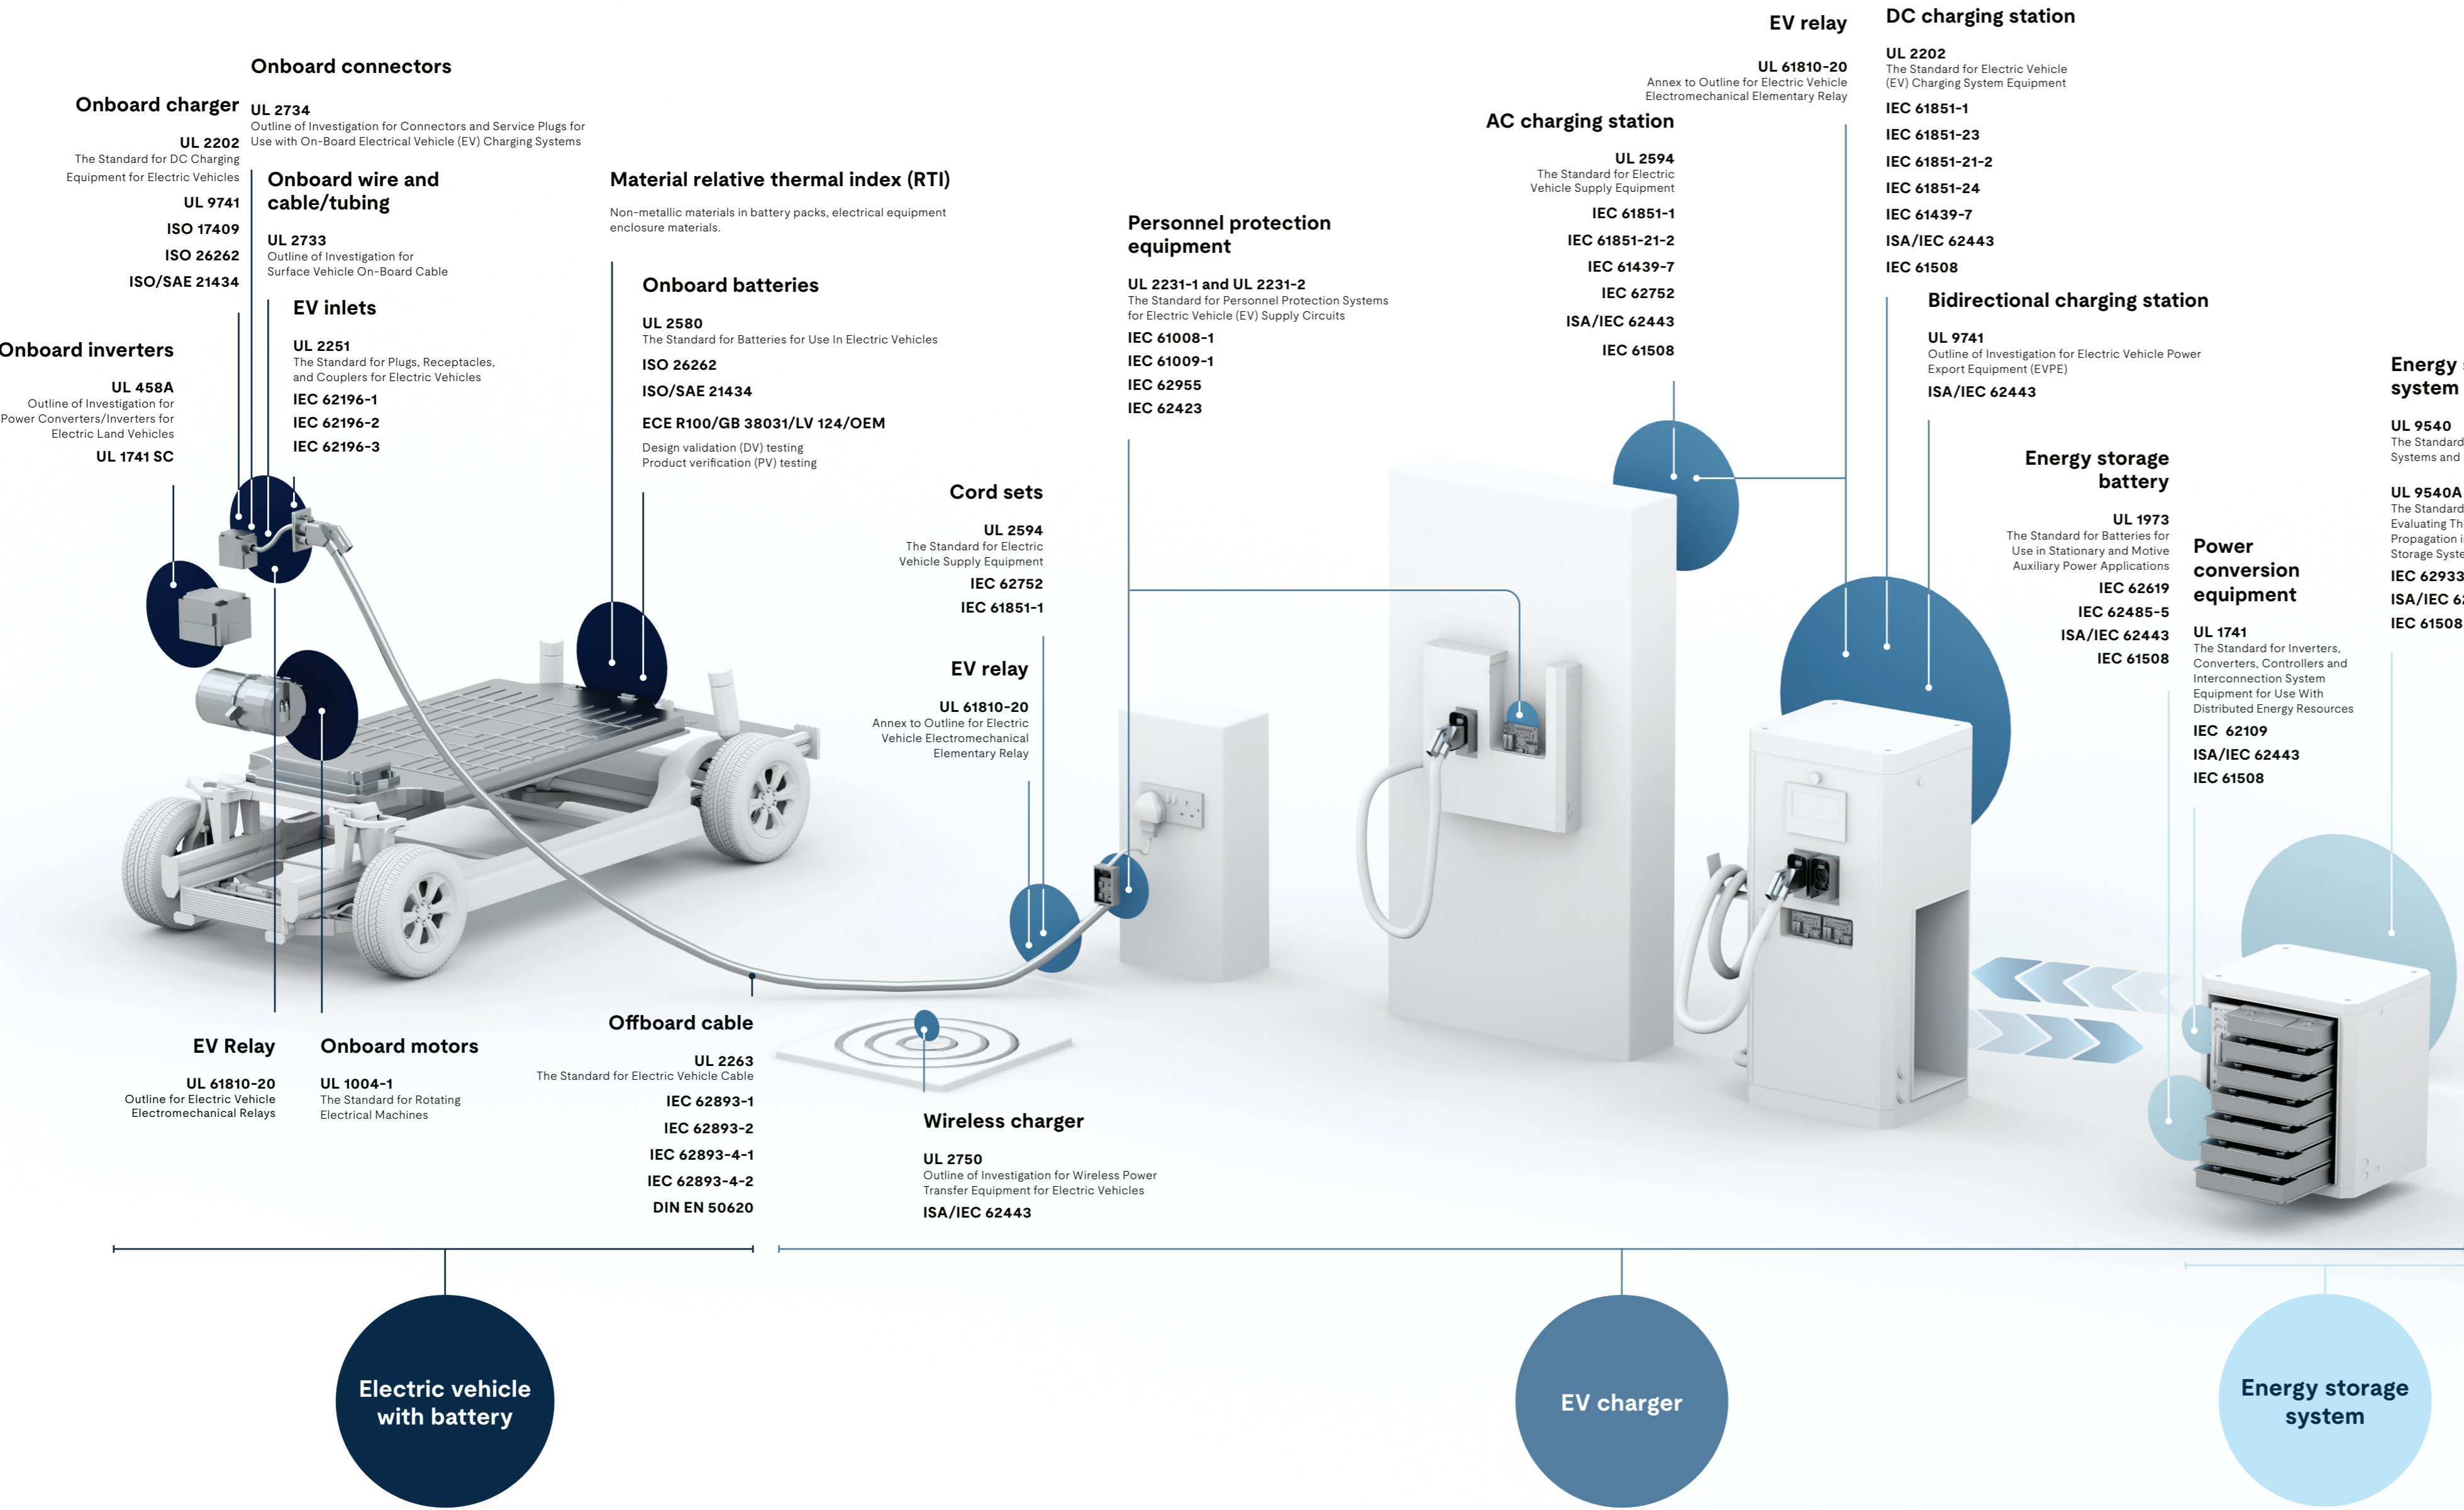 Onboard connectors
UL 2734
Outline of Investigation for Connectors and Service Plugs for
Use with On-Board Electrical Vehicle (EV) Charging Systems
Onboard charger
UL 2202
The Standard for DC Charging
Equipment for Electric Vehicles
UL 9741
ISO 17409
ISO 26262
ISO/SAE 21434
Onboard wire and
cable/tubing
UL 2733
Outline of Investigation for
Surface Vehicle On-Board Cable
EV inlets
UL 2251
The Standard for Plugs, Receptacles,
and Couplers for Electric Vehicles
IEC 62196-1
IEC 62196-2
IEC 62196-3
Onboard inverters
UL 458A
Outline of Investigation for
Power Converters/Inverters for
Electric Land Vehicles
UL 1741 SC
Material relative thermal index (RTI)
Non-metallic materials in battery packs, electrical equipment
enclosure materials.
Onboard batteries
UL 2580
The Standard for Batteries for Use In Electric Vehicles
ISO 26262
ISO/SAE 21434
ECE R100/GB 38031/LV 124/OEM
Design validation (DV) testing
Product verification (PV) testing
Cord sets
UL 2594
The Standard for Electric
Vehicle Supply Equipment
IEC 62752
IEC 61851-1
EV relay
UL 61810-20
Annex to Outline for Electric
Vehicle Electromechanical
Elementary Relay
Personnel protection
equipment
UL 2231-1 and UL 2231-2
The Standard for Personnel Protection Systems
for Electric Vehicle (EV) Supply Circuits
IEC 61008-1
IEC 61009-1
IEC 62955
IEC 62423
AC charging station
UL 2594
The Standard for Electric
Vehicle Supply Equipment
IEC 61851-1
IEC 61851-21-2
IEC 61439-7
IEC 62752
ISA/IEC 62443
IEC 61508
EV relay
UL 61810-20
Annex to Outline for Electric Vehicle
Electromechanical Elementary Relay
DC charging station
UL 2202
The Standard for Electric Vehicle
(EV) Charging System Equipment
IEC 61851-1
IEC 61851-23
IEC 61851-21-2
IEC 61851-24
IEC 61439-7
ISA/IEC 62443
IEC 61508
Bidirectional charging station
UL 9741
Outline of Investigation for Electric Vehicle Power
Export Equipment (EVPE)
ISA/IEC 62443
Energy storage
battery
UL 1973
The Standard for Batteries for
Use in Stationary and Motive
Auxiliary Power Applications
IEC 62619
IEC 62485-5
ISA/IEC 62443
IEC 61508
Power
conversion
equipment
UL 1741
The Standard for Inverters,
Converters, Controllers and
Interconnection System
Equipment for Use With
Distributed Energy Resources
IEC 62109
ISA/IEC 62443
IEC 61508
Energy
system
UL 9540
The Standard
Systems and
UL 9540A
The Standard
Evaluating
Propagation
Storage
IEC 62933
ISA/IEC
IEC 61508
EV Relay
UL 61810-20
Outline for Electric Vehicle
Electromechanical Relays
Onboard motors
UL 1004-1
The Standard for Rotating
Electrical Machines
Offboard cable
UL 2263
The Standard for Electric Vehicle Cable
IEC 62893-1
IEC 62893-2
IEC 62893-4-1
IEC 62893-4-2
DIN EN 50620
Wireless charger
UL 2750
Outline of Investigation for Wireless Power
Transfer Equipment for Electric Vehicles
ISA/IEC 62443
Electric vehicle
with battery
EV charger
Energy storage
system